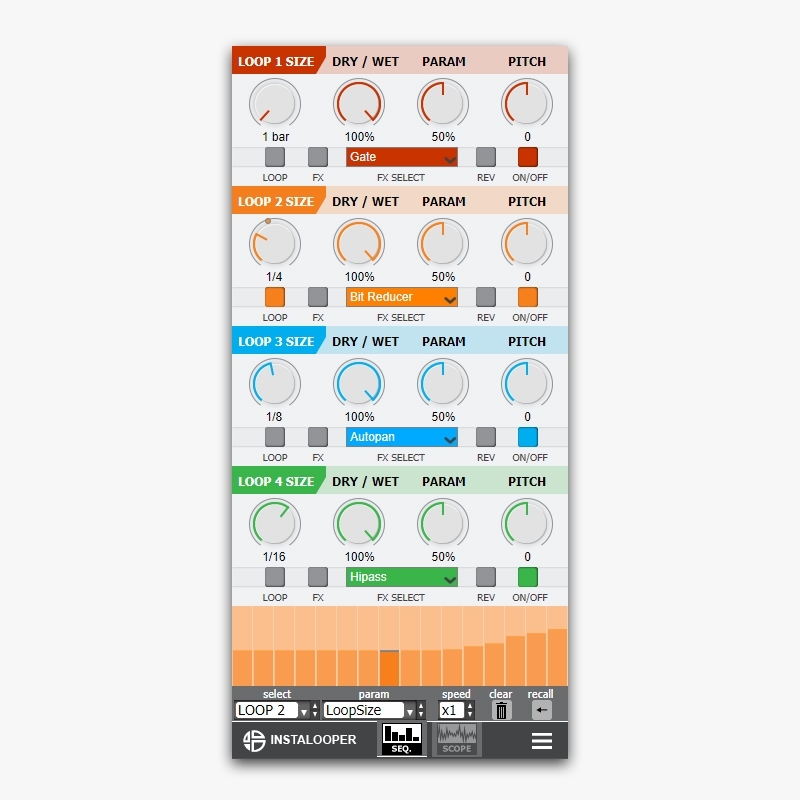 LOOP 1 SIZE DRY / WET PARAM PITCH
1 bar 100% 50% 0
Gate
LOOP FX FX SELECT REV ON/OFF
LOOP 2 SIZE DRY / WET PARAM PITCH
1/4 100% 50% 0
Bit Reducer
LOOP FX FX SELECT REV ON/OFF
LOOP 3 SIZE DRY / WET PARAM PITCH
1/8 100% 50% 0
Autopan
LOOP FX FX SELECT REV ON/OFF
LOOP 4 SIZE DRY / WET PARAM PITCH
1/16 100% 50% 0
Hipass
LOOP FX FX SELECT REV ON/OFF
select param speed clear recall
LOOP 2 LoopSize x1
INSTALOOPER SEQ. SCOPE